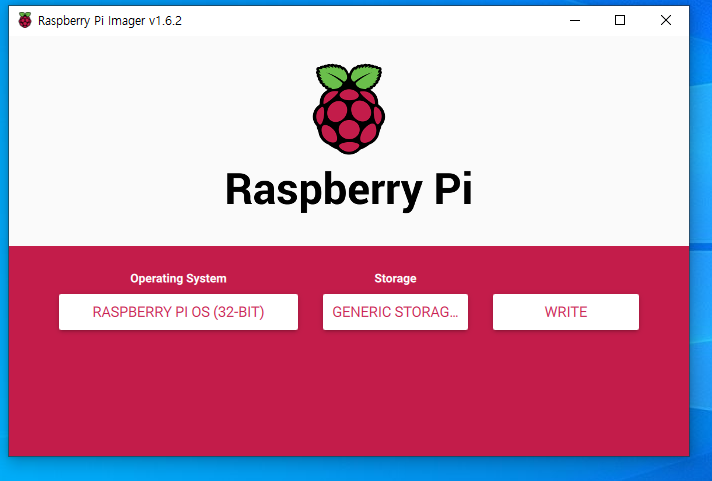 Raspberry Pi Imager v1.6.2
Raspberry Pi
Operating System
Storage
RASPBERRY PI OS (32-BIT)
GENERIC STORAG...
WRITE